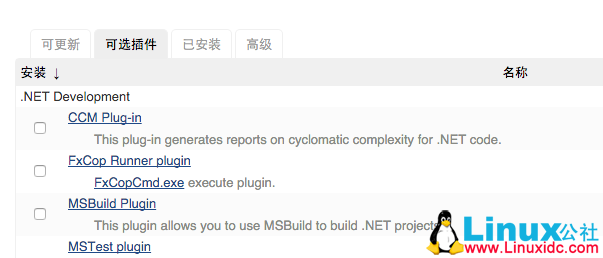 可更新 可选插件 已安装 高级
安装 ↓ 名称
.NET Development
CCM Plug-in
This plug-in generates reports on cyclomatic complexity for .NET code.
FxCop Runner plugin
FxCopCmd.exe execute plugin.
MSBuild Plugin
This plugin allows you to use MSBuild to build .NET projects
MSTest plugin
Linux公社
www.Linuxidc.com